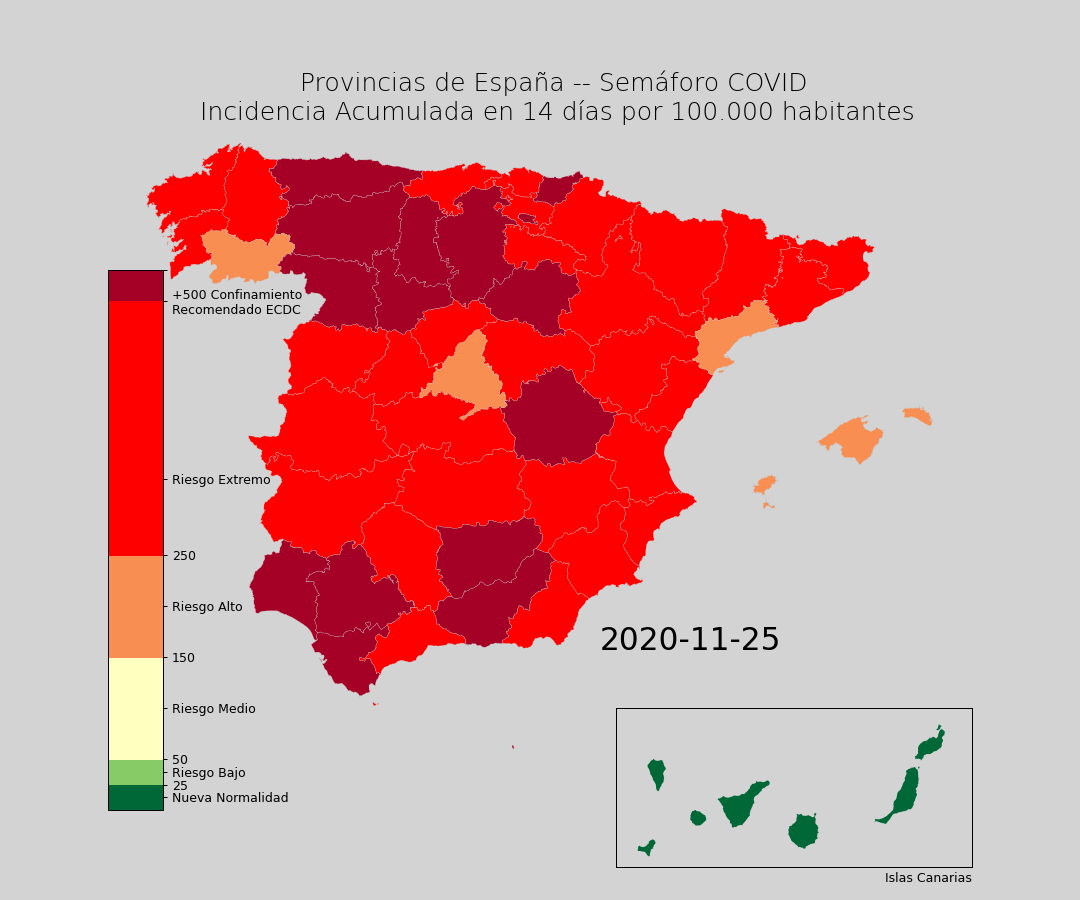 Provincias de España -- Semáforo COVID
Incidencia Acumulada en 14 días por 100.000 habitantes
+500 Confinamiento
Recomendado ECDC
Riesgo Extremo
250
Riesgo Alto
150
Riesgo Medio
50
Riesgo Bajo
25
Nueva Normalidad
2020-11-25
Islas Canarias